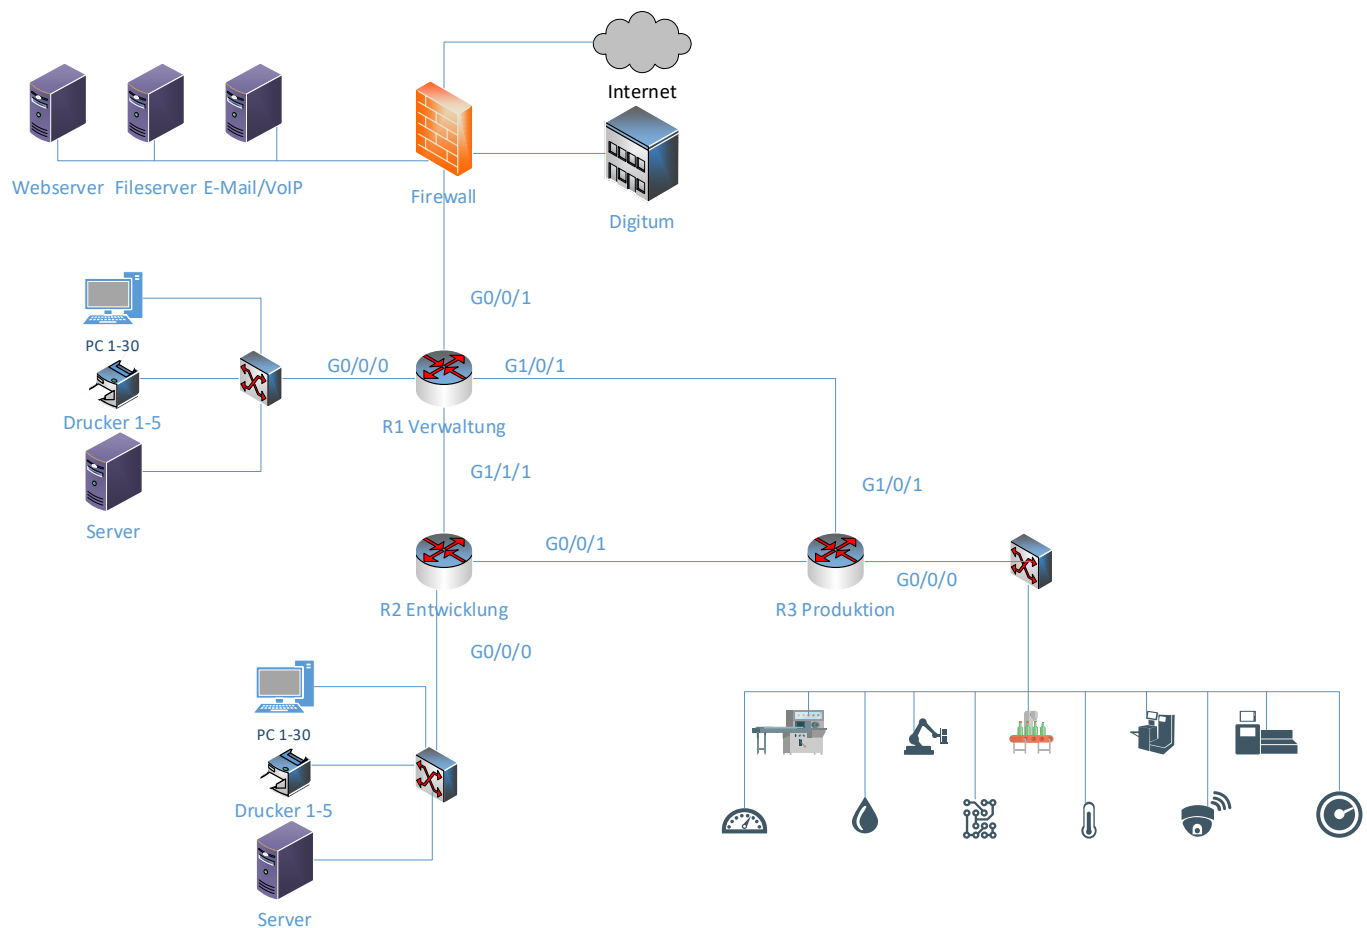 Internet
Webserver Fileserver E-Mail/VoIP
Firewall
Digitum
G0/0/1
PC 1-30
G0/0/0
G1/0/1
Drucker 1-5
R1 Verwaltung
G1/1/1
G1/0/1
Server
G0/0/1
G0/0/0
R2 Entwicklung
R3 Produktion
G0/0/0
PC 1-30
Drucker 1-5
Server